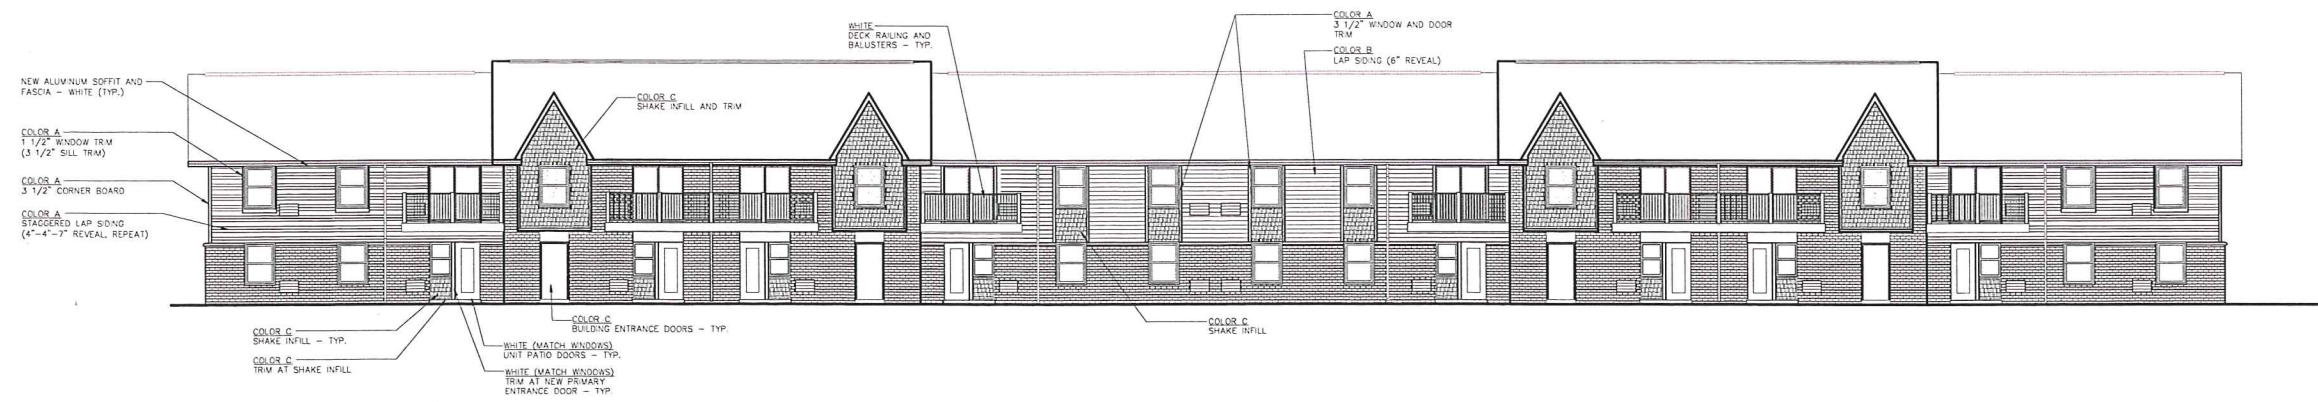 NEW ALUMINUM SOFFIT AND
FASCIA - WHITE (TYP.)
COLOR A
1 1/2" WINDOW TRIM
(3 1/2" SILL TRIM)
COLOR A
3 1/2" CORNER BOARD
COLOR A
STAGGERED LAP SIDING
(4"-4"-7" REVEAL, REPEAT)
COLOR C
SHAKE INFILL AND TRIM
WHITE
DECK RAILING AND
BALUSTERS - TYP.
COLOR A
3 1/2" WINDOW AND DOOR
TRIM
COLOR B
LAP SIDING (6" REVEAL)
COLOR C
SHAKE INFILL - TYP.
COLOR C
TRIM AT SHAKE INFILL
COLOR C
BUILDING ENTRANCE DOORS - TYP.
WHITE (MATCH WINDOWS)
UNIT PATIO DOORS - TYP.
WHITE (MATCH WINDOWS)
TRIM AT NEW PRIMARY
ENTRANCE DOOR - TYP.
COLOR C
SHAKE INFILL